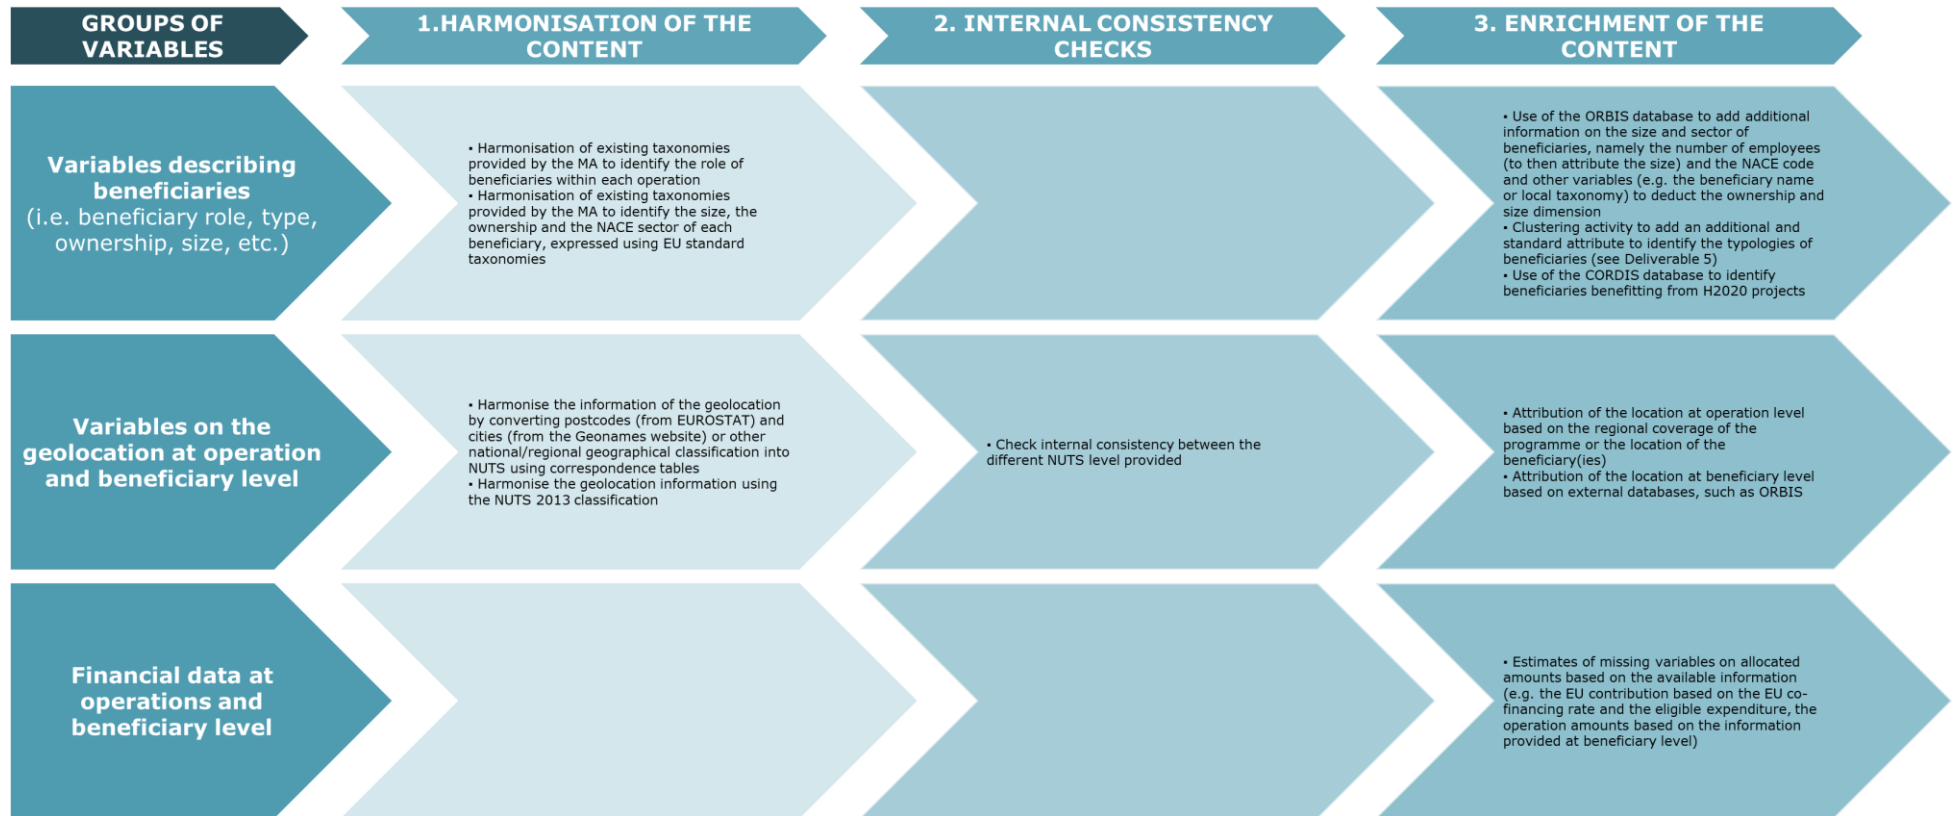 GROUPS OF
VARIABLES
1.HARMONISATION OF THE
CONTENT
2. INTERNAL CONSISTENCY
CHECKS
3. ENRICHMENT OF THE
CONTENT
Variables describing
beneficiaries
(i.e. beneficiary role, type,
ownership, size, etc.)
• Harmonisation of existing taxonomies
provided by the MA to identify the role of
beneficiaries within each operation
• Harmonisation of existing taxonomies
provided by the MA to identify the size, the
ownership and the NACE sector of each
beneficiary, expressed using EU standard
taxonomies
• Use of the ORBIS database to add additional
information on the size and sector of
beneficiaries, namely the number of employees
(to then attribute the size) and the NACE code
and other variables (e.g. the beneficiary name
or local taxonomy) to deduct the ownership and
size dimension
• Clustering activity to add an additional and
standard attribute to identify the typologies of
beneficiaries (see Deliverable 5)
• Use of the CORDIS database to identify
beneficiaries benefitting from H2020 projects
Variables on the
geolocation at operation
and beneficiary level
• Harmonise the information of the geolocation
by converting postcodes (from EUROSTAT) and
cities (from the Geonames website) or other
national/regional geographical classification into
NUTS using correspondence tables
• Harmonise the geolocation information using
the NUTS 2013 classification
• Check internal consistency between the
different NUTS level provided
• Attribution of the location at operation level
based on the regional coverage of the
programme or the location of the
beneficiary(ies)
• Attribution of the location at beneficiary level
based on external databases, such as ORBIS
Financial data at
operations and
beneficiary level
• Estimates of missing variables on allocated
amounts based on the available information
(e.g. the EU contribution based on the EU co-
financing rate and the eligible expenditure, the
operation amounts based on the information
provided at beneficiary level)